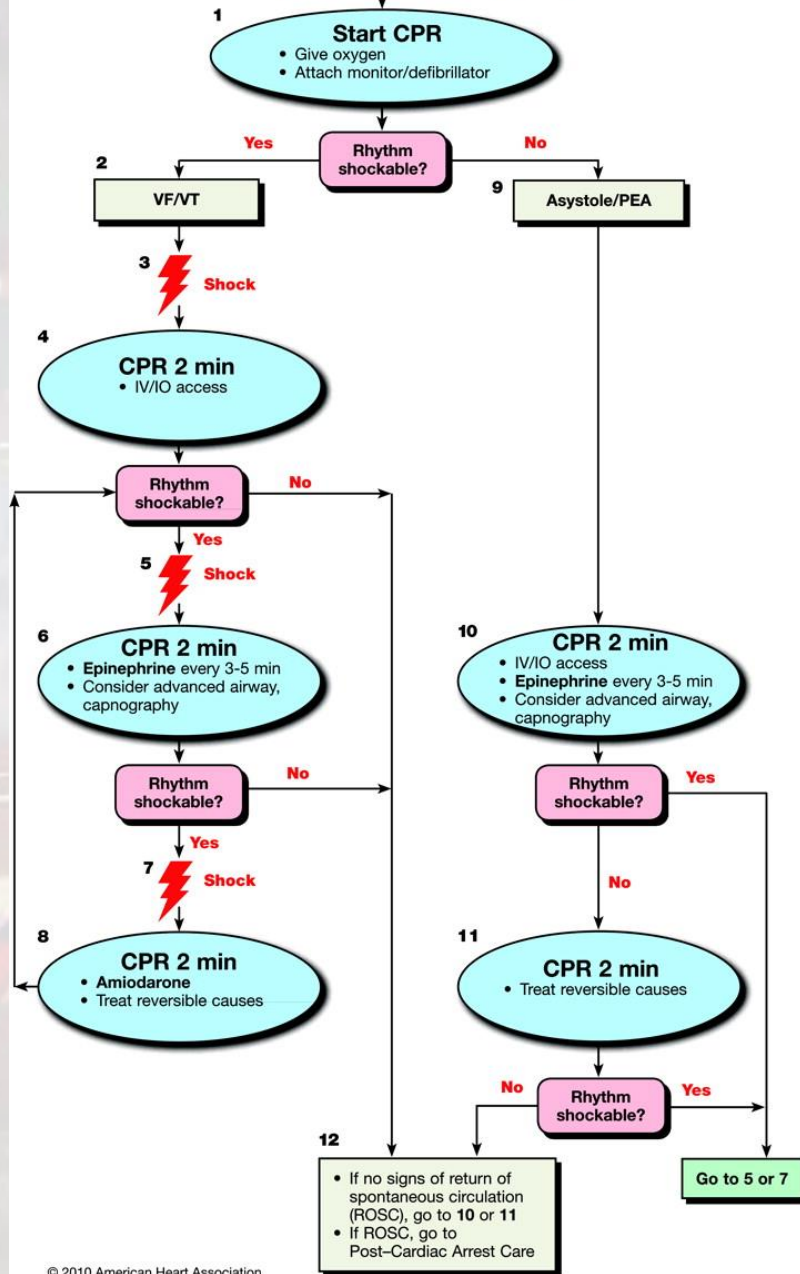 1
Start CPR
• Give oxygen
• Attach monitor/defibrillator
Rhythm
shockable?
Yes
No
2
VF/VT
9
Asystole/PEA
3
Shock
4
CPR 2 min
• IV/IO access
Rhythm
shockable?
No
Yes
5
Shock
6
CPR 2 min
• Epinephrine every 3-5 min
• Consider advanced airway,
capnography
10
CPR 2 min
• IV/IO access
• Epinephrine every 3-5 min
• Consider advanced airway,
capnography
Rhythm
shockable?
No
Yes
Rhythm
shockable?
Yes
No
7
Shock
8
CPR 2 min
• Amiodarone
• Treat reversible causes
11
CPR 2 min
• Treat reversible causes
Rhythm
shockable?
No
Yes
12
• If no signs of return of
spontaneous circulation
(ROSC), go to 10 or 11
• If ROSC, go to
Post–Cardiac Arrest Care
Go to 5 or 7
© 2010 American Heart Association